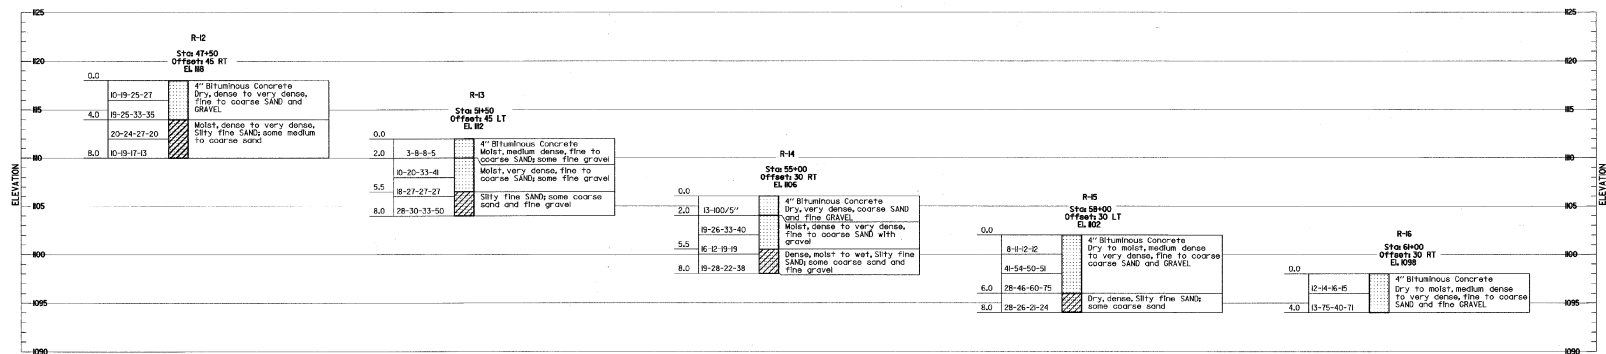 1125
1120
1115
1110
1105
1100
1095
1090
ELEVATION
R-12
Sta: 47+50
Offset: 45 RT
EL 1118
0.0
10-19-25-27
4.0 19-25-33-35
20-24-27-20
8.0 10-19-17-13
4" Bituminous Concrete
Dry, dense to very dense,
fine to coarse SAND and
GRAVEL
Moist, dense to very dense,
Silty fine SAND; some medium
to coarse sand
R-13
Sta: 51+50
Offset: 45 LT
EL 1112
0.0
2.0 3-8-8-5
10-20-33-41
5.5 18-27-27-27
8.0 28-30-33-50
4" Bituminous Concrete
Moist, medium dense, fine to
coarse SAND; some fine gravel
Moist, very dense, fine to
coarse SAND; some fine gravel
Silty fine SAND; some coarse
sand and fine gravel
R-14
Sta: 55+00
Offset: 30 RT
EL 1106
0.0
2.0 13-100/5"
19-26-33-40
5.5 16-12-19-19
8.0 19-28-22-38
4" Bituminous Concrete
Dry, very dense, coarse SAND
and fine GRAVEL
Moist, dense to very dense,
fine to coarse SAND with
gravel
Dense, moist to wet, Silty fine
SAND; some coarse sand and
fine gravel
R-15
Sta: 58+00
Offset: 30 LT
EL 1102
0.0
8-11-12-12
41-54-50-51
6.0 28-46-60-75
8.0 28-26-21-24
4" Bituminous Concrete
Dry to moist, medium dense
to very dense, fine to coarse
coarse SAND and GRAVEL
Dry, dense, Silty fine SAND;
some coarse sand
R-16
Sta: 61+00
Offset: 30 RT
EL 1098
0.0
12-14-16-15
4.0 13-75-40-71
4" Bituminous Concrete
Dry to moist, medium dense
to very dense, fine to coarse
SAND and fine GRAVEL
1125
1120
1115
1110
1105
1100
1095
1090
ELEVATION